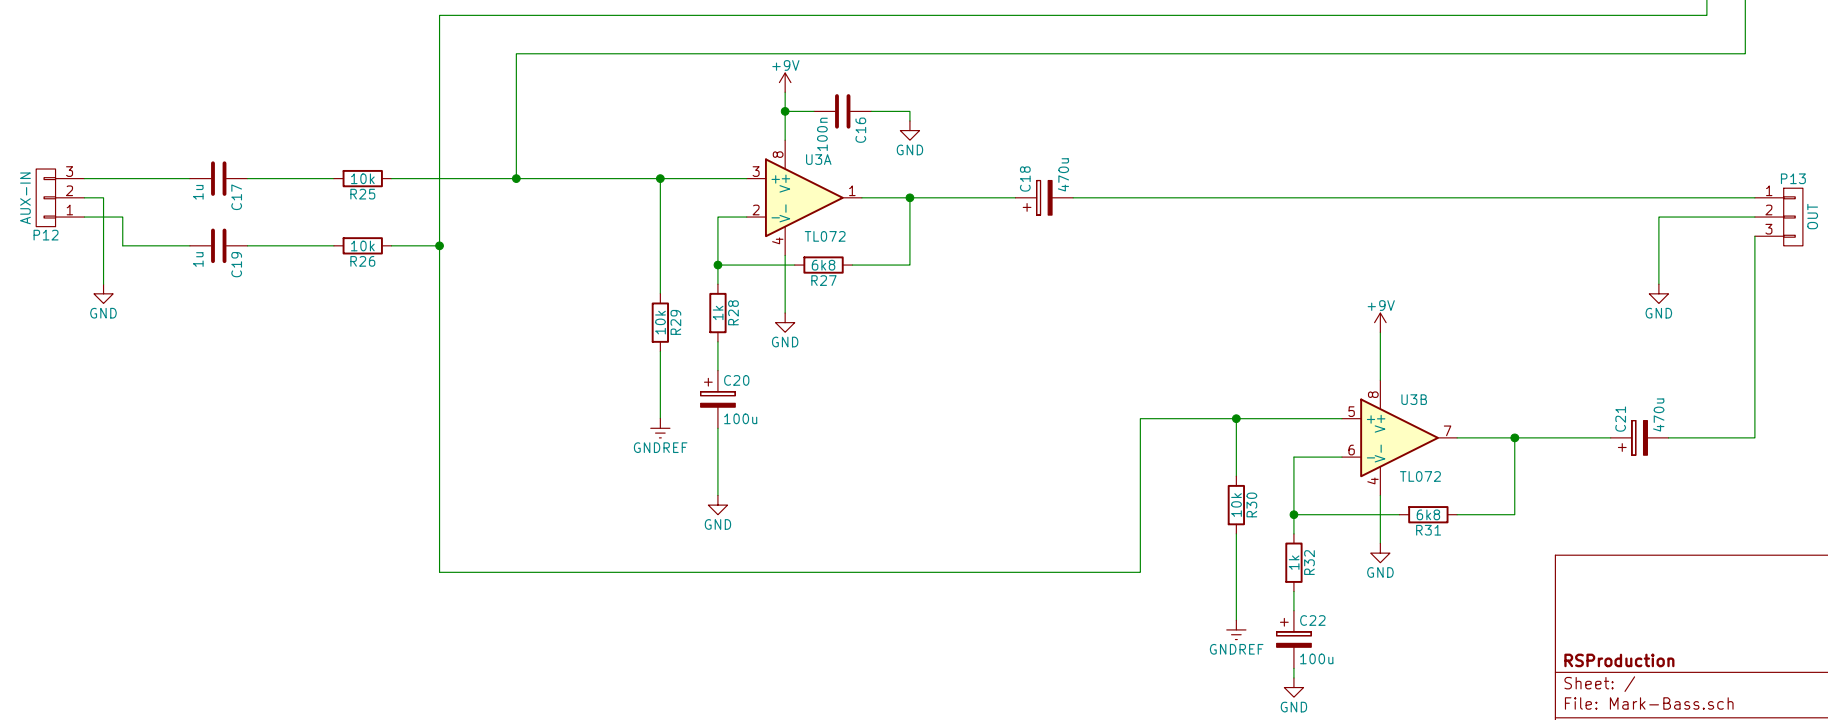 +9V
100n
C16
GND
U3A
8
3
2
1
4
+
V+
-
V-
TL072
AUX-IN
3
2
1
P12
1u
C17
10k
R25
1u
C19
10k
R26
GND
C18
+
470u
P13
1
2
3
OUT
6k8
R27
10k
R29
1k
R28
GND
GND
+9V
+
C20
100u
GNDREF
GND
U3B
8
5
6
7
4
+
V+
-
V-
TL072
C21
+
470u
10k
R30
6k8
R31
1k
R32
GND
+
C22
100u
GNDREF
GND
RSProduction
Sheet: /
File: Mark-Bass.sch